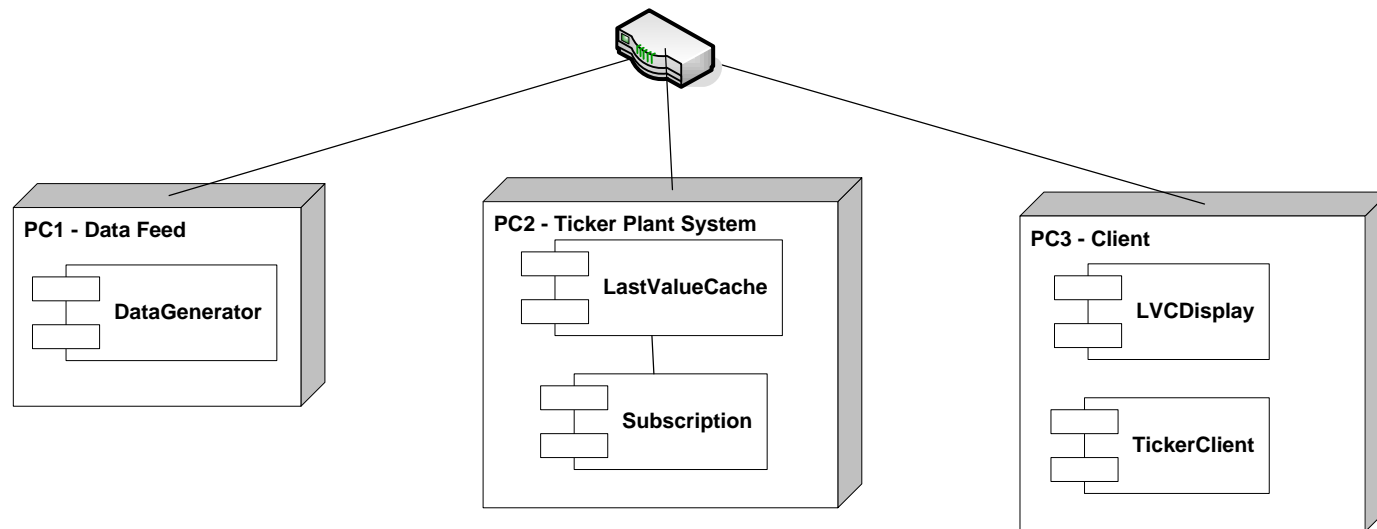 PC1 - Data Feed
DataGenerator
PC2 - Ticker Plant System
LastValueCache
Subscription
PC3 - Client
LVCDisplay
TickerClient